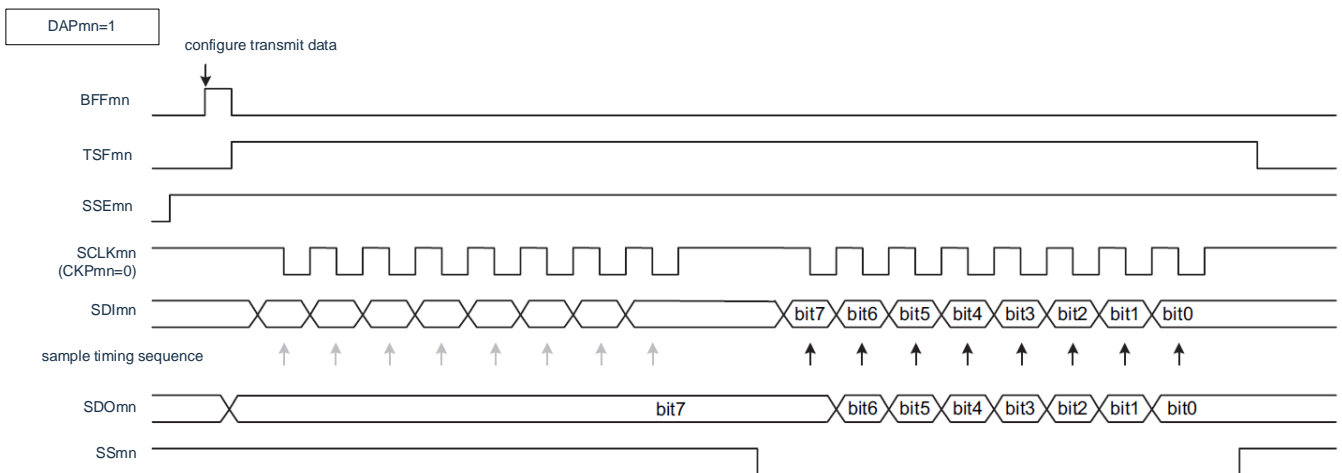 DAPmn=1
configure transmit data
BFFmn
TSFmn
SSEmn
SCLKmn
(CKPmn=0)
SDImn
bit7 bit6 bit5 bit4 bit3 bit2 bit1 bit0
sample timing sequence
SDOmn
bit7 bit6 bit5 bit4 bit3 bit2 bit1 bit0
SSmn